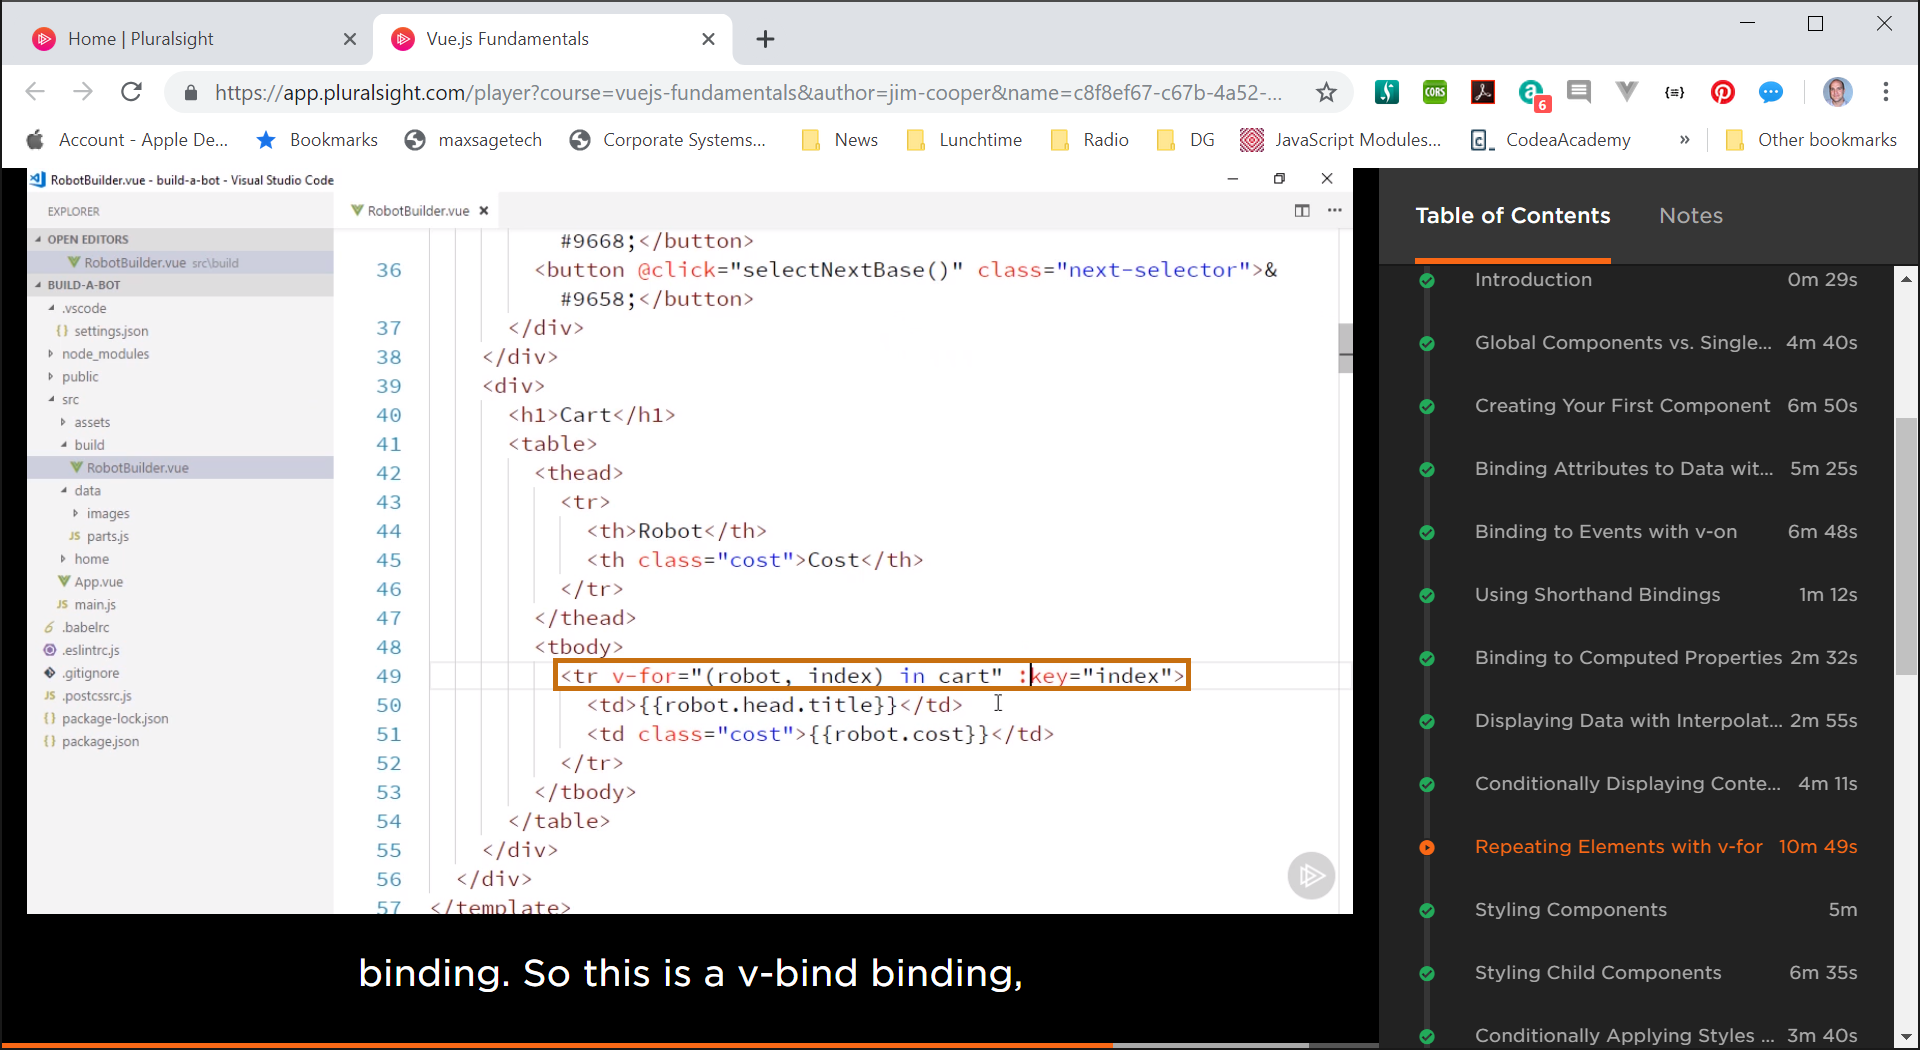 Home | Pluralsight
Vue.js Fundamentals
https://app.pluralsight.com/player?course=vuejs-fundamentals&author=jim-cooper&name=c8f8ef67-c67b-4a52-...
CORS
6
Account - Apple De...
Bookmarks
maxsagetech
Corporate Systems...
News
Lunchtime
Radio
DG
JavaScript Modules...
CodeaAcademy
»
Other bookmarks
RobotBuilder.vue - build-a-bot - Visual Studio Code
EXPLORER
OPEN EDITORS
RobotBuilder.vue src\build
BUILD-A-BOT
.vscode
{} settings.json
node_modules
public
src
assets
build
RobotBuilder.vue
data
images
JS parts.js
home
App.vue
JS main.js
.babelrc
.eslintrc.js
.gitignore
JS .postcssrc.js
{} package-lock.json
{} package.json
RobotBuilder.vue
#9668;</button>
36 <button @click="selectNextBase()" class="next-selector">&
#9658;</button>
37 </div>
38 </div>
39 <div>
40 <h1>Cart</h1>
41 <table>
42 <thead>
43 <tr>
44 <th>Robot</th>
45 <th class="cost">Cost</th>
46 </tr>
47 </thead>
48 <tbody>
49 <tr v-for="(robot, index) in cart" :key="index">
50 <td>{{robot.head.title}}</td>
51 <td class="cost">{{robot.cost}}</td>
52 </tr>
53 </tbody>
54 </table>
55 </div>
56 </div>
57 </template>
binding. So this is a v-bind binding,
Table of Contents
Notes
Introduction 0m 29s
Global Components vs. Single... 4m 40s
Creating Your First Component 6m 50s
Binding Attributes to Data wit... 5m 25s
Binding to Events with v-on 6m 48s
Using Shorthand Bindings 1m 12s
Binding to Computed Properties 2m 32s
Displaying Data with Interpolat... 2m 55s
Conditionally Displaying Conte... 4m 11s
Repeating Elements with v-for 10m 49s
Styling Components 5m
Styling Child Components 6m 35s
Conditionally Applying Styles ... 3m 40s